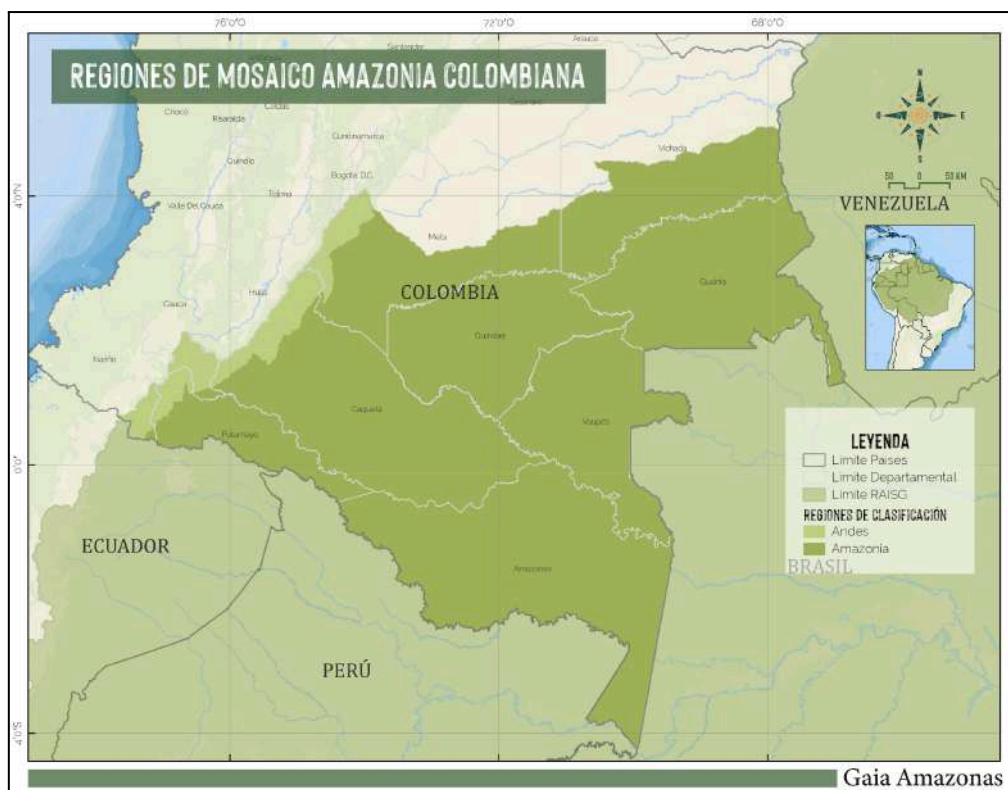 76°0'O 72°0'O 68°0'O
REGIONES DE MOSAICO AMAZONIA COLOMBIANA
Santander
Arauca
Casanare
Chocó
Risaralda
Caldas
Cundinamarca
Quindío
Bogotá D.C.
Vichada
Tolima
Valle Del Cauca
Meta
N
O E
S
50 0 50 KM
VENEZUELA
4°0'N
COLOMBIA
Guainía
Huila
Cauca
Guaviare
Nariño
Caquetá
Vaupés
Putumayo
0°0'
LEYENDA
Limite Paises
Limite Departamental
Limite RAISG
REGIONES DE CLASIFICACIÓN
Andes
Amazonia
ECUADOR
BRASIL
Amazonas
PERÚ
4°0'S
Gaia Amazonas